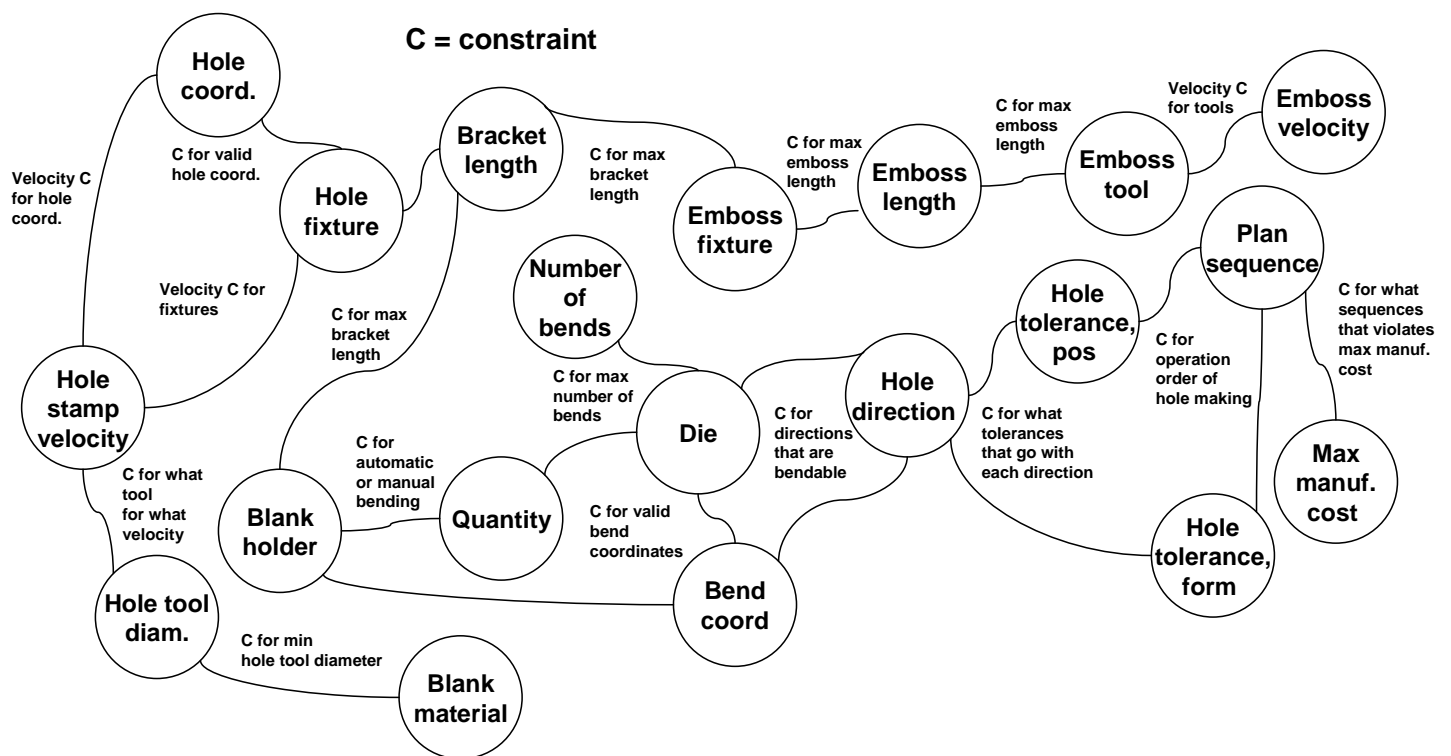 C = constraint
Hole
coord.
Velocity C
for hole
coord.
C for valid
hole coord.
Hole
fixture
Bracket
length
C for max
bracket
length
Emboss
fixture
C for max
emboss
length
Emboss
length
C for max
emboss
length
Emboss
tool
Velocity C
for tools
Emboss
velocity
Velocity C for
fixtures
C for max
bracket
length
Number
of
bends
Hole
tolerance,
pos
Plan
sequence
C for what
sequences
that violates
max manuf.
cost
Hole
stamp
velocity
C for max
number of
bends
Die
C for
directions
that are
bendable
Hole
direction
C for
operation
order of
hole making
C for what
tolerances
that go with
each direction
Max
manuf.
cost
C for what
tool
for what
velocity
C for
automatic
or manual
bending
Blank
holder
Quantity
C for valid
bend
coordinates
Bend
coord
Hole
tolerance,
form
Hole tool
diam.
C for min
hole tool diameter
Blank
material